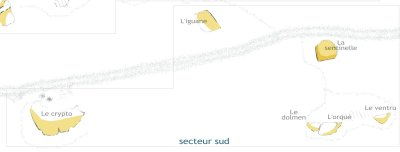 L'iguane
La
sentinelle
Le crypto
Le
dolmen
L'orque
Le ventru
secteur sud